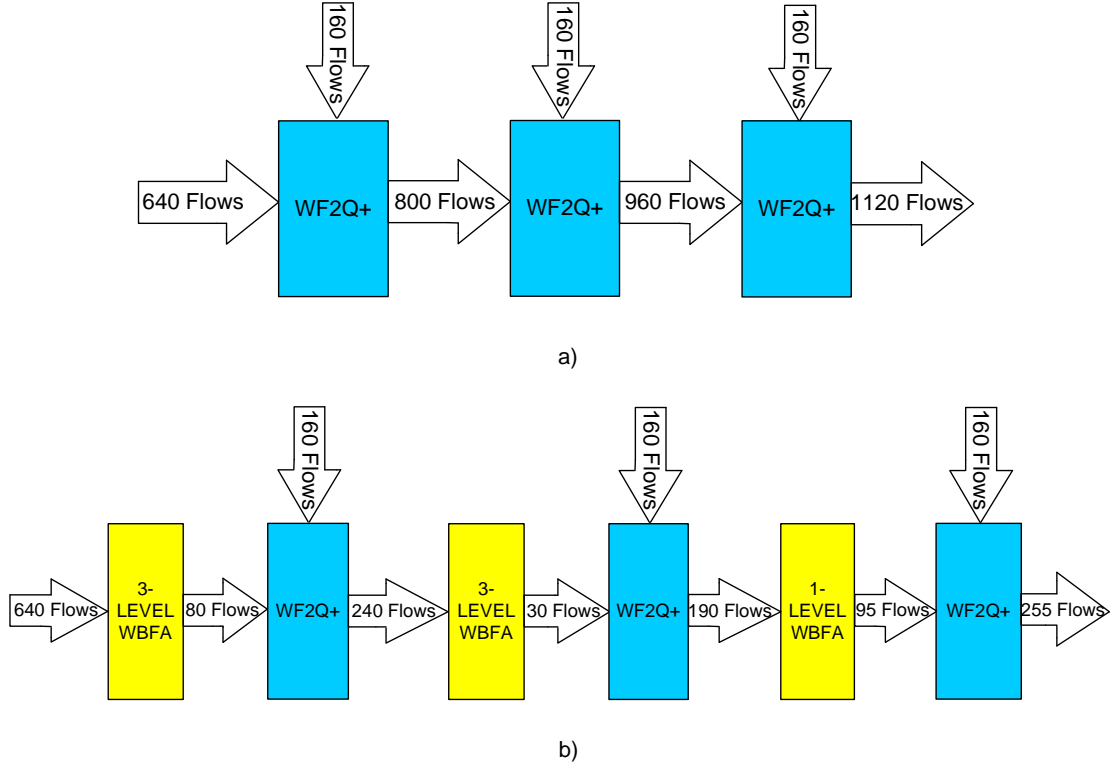 160 Flows
160 Flows
160 Flows
640 Flows
WF2Q+
800 Flows
WF2Q+
960 Flows
WF2Q+
1120 Flows
a)
160 Flows
160 Flows
160 Flows
640 Flows
3-
LEVEL
WBFA
80 Flows
WF2Q+
240 Flows
3-
LEVEL
WBFA
30 Flows
WF2Q+
190 Flows
1-
LEVEL
WBFA
95 Flows
WF2Q+
255 Flows
b)